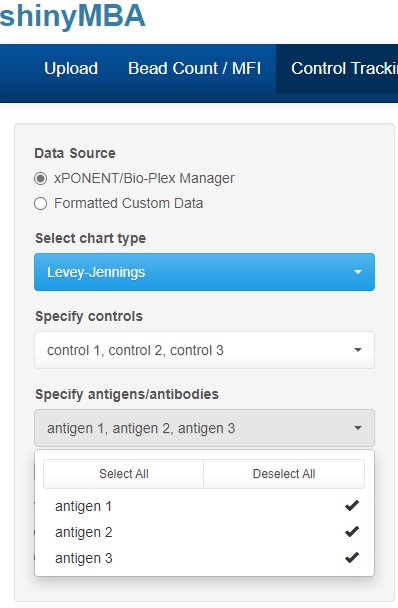 shinyMBA
Upload Bead Count / MFI Control Tracki
Data Source
xPONENT/Bio-Plex Manager
Formatted Custom Data
Select chart type
Levey-Jennings
Specify controls
control 1, control 2, control 3
Specify antigens/antibodies
antigen 1, antigen 2, antigen 3
Select All Deselect All
antigen 1
antigen 2
antigen 3